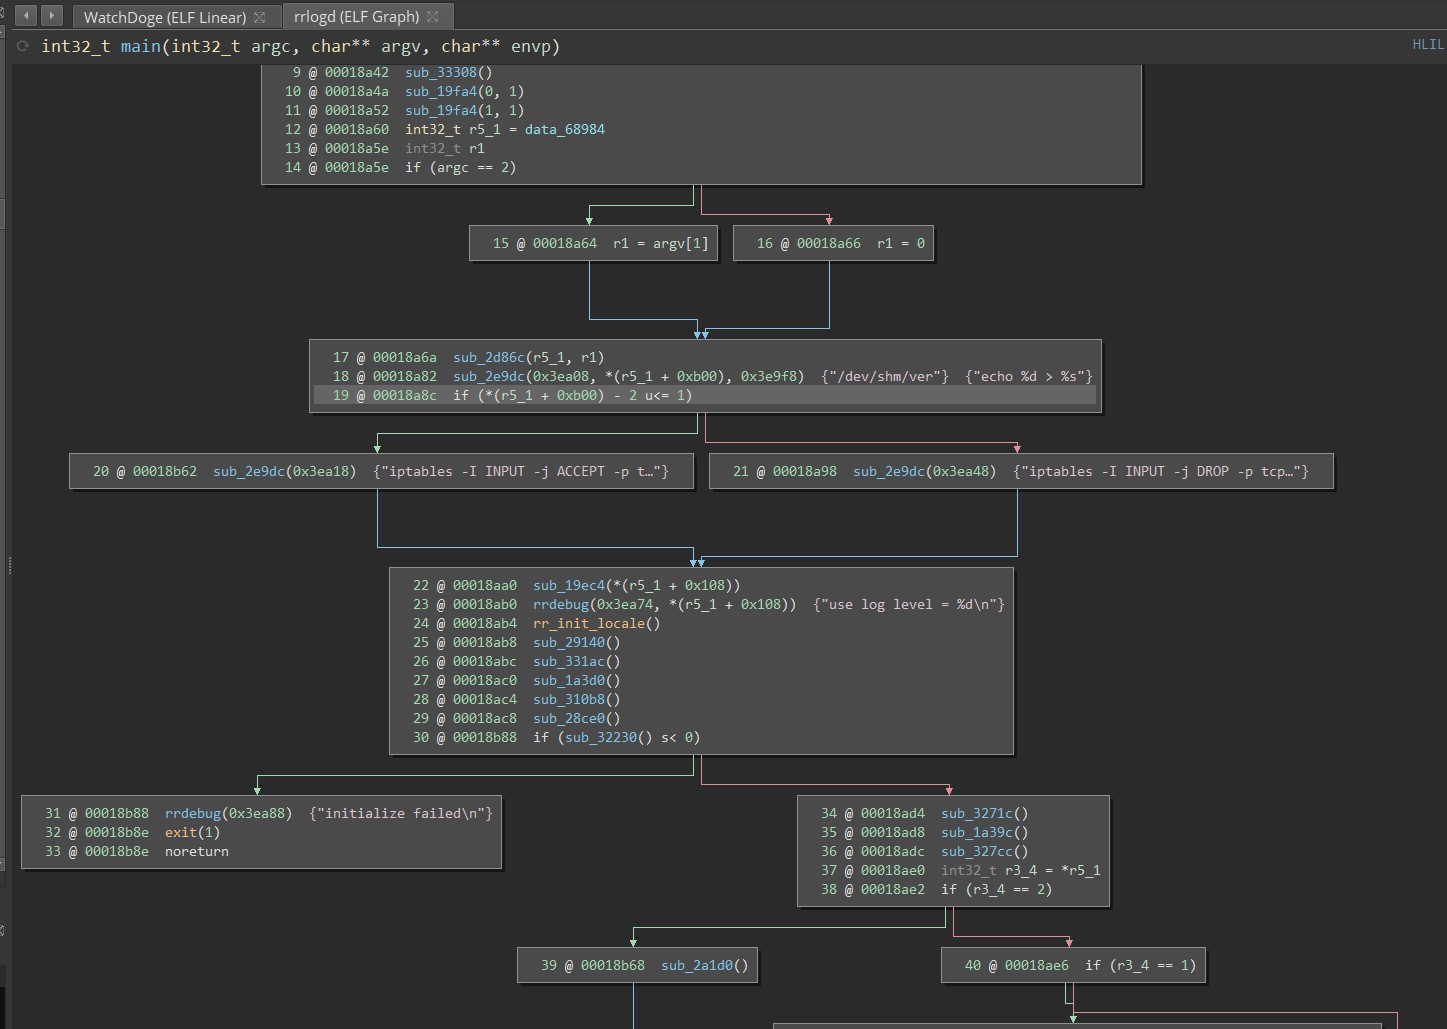 WatchDoge (ELF Linear)
rrlogd (ELF Graph)
int32_t main(int32_t argc, char** argv, char** envp)
HLIL
9 @ 00018a42 sub_33308()
10 @ 00018a4a sub_19fa4(0, 1)
11 @ 00018a52 sub_19fa4(1, 1)
12 @ 00018a60 int32_t r5_1 = data_68984
13 @ 00018a5e int32_t r1
14 @ 00018a5e if (argc == 2)
15 @ 00018a64 r1 = argv[1]
16 @ 00018a66 r1 = 0
17 @ 00018a6a sub_2d86c(r5_1, r1)
18 @ 00018a82 sub_2e9dc(0x3ea08, *(r5_1 + 0xb00), 0x3e9f8) {"/dev/shm/ver"} {"echo %d > %s"}
19 @ 00018a8c if (*(r5_1 + 0xb00) - 2 u<= 1)
20 @ 00018b62 sub_2e9dc(0x3ea18) {"iptables -I INPUT -j ACCEPT -p t…"}
21 @ 00018a98 sub_2e9dc(0x3ea48) {"iptables -I INPUT -j DROP -p tcp…"}
22 @ 00018aa0 sub_19ec4(*(r5_1 + 0x108))
23 @ 00018ab0 rrdebug(0x3ea74, *(r5_1 + 0x108)) {"use log level = %d\n"}
24 @ 00018ab4 rr_init_locale()
25 @ 00018ab8 sub_29140()
26 @ 00018abc sub_331ac()
27 @ 00018ac0 sub_1a3d0()
28 @ 00018ac4 sub_310b8()
29 @ 00018ac8 sub_28ce0()
30 @ 00018b88 if (sub_32230() s< 0)
31 @ 00018b88 rrdebug(0x3ea88) {"initialize failed\n"}
32 @ 00018b8e exit(1)
33 @ 00018b8e noreturn
34 @ 00018ad4 sub_3271c()
35 @ 00018ad8 sub_1a39c()
36 @ 00018adc sub_327cc()
37 @ 00018ae0 int32_t r3_4 = *r5_1
38 @ 00018ae2 if (r3_4 == 2)
39 @ 00018b68 sub_2a1d0()
40 @ 00018ae6 if (r3_4 == 1)